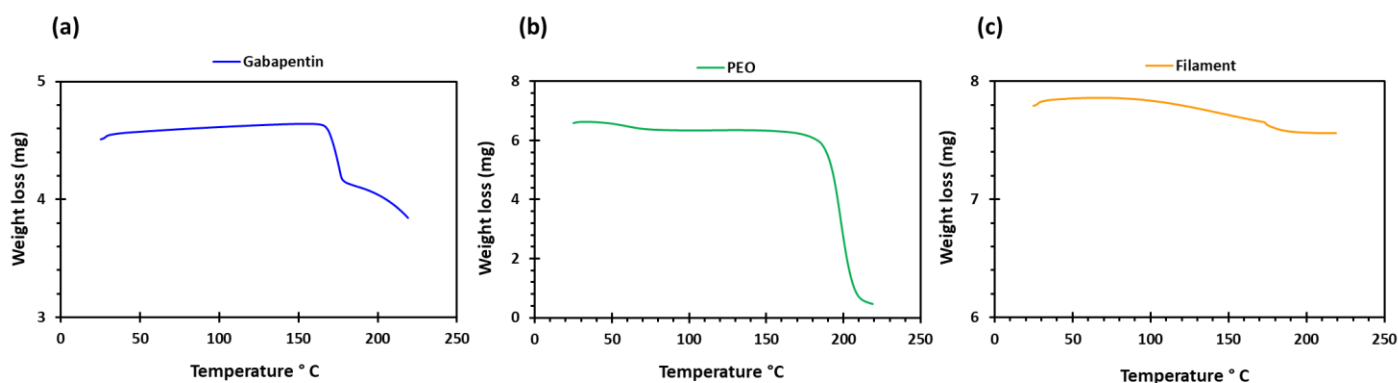 (a)
Gabapentin
Weight loss (mg)
5
4
3
0 50 100 150 200 250
Temperature ° C
(b)
PEO
Weight loss (mg)
8
6
4
2
0
0 50 100 150 200 250
Temperature °C
(c)
Filament
Weight loss (mg)
8
7
6
0 50 100 150 200 250
Temperature ° C